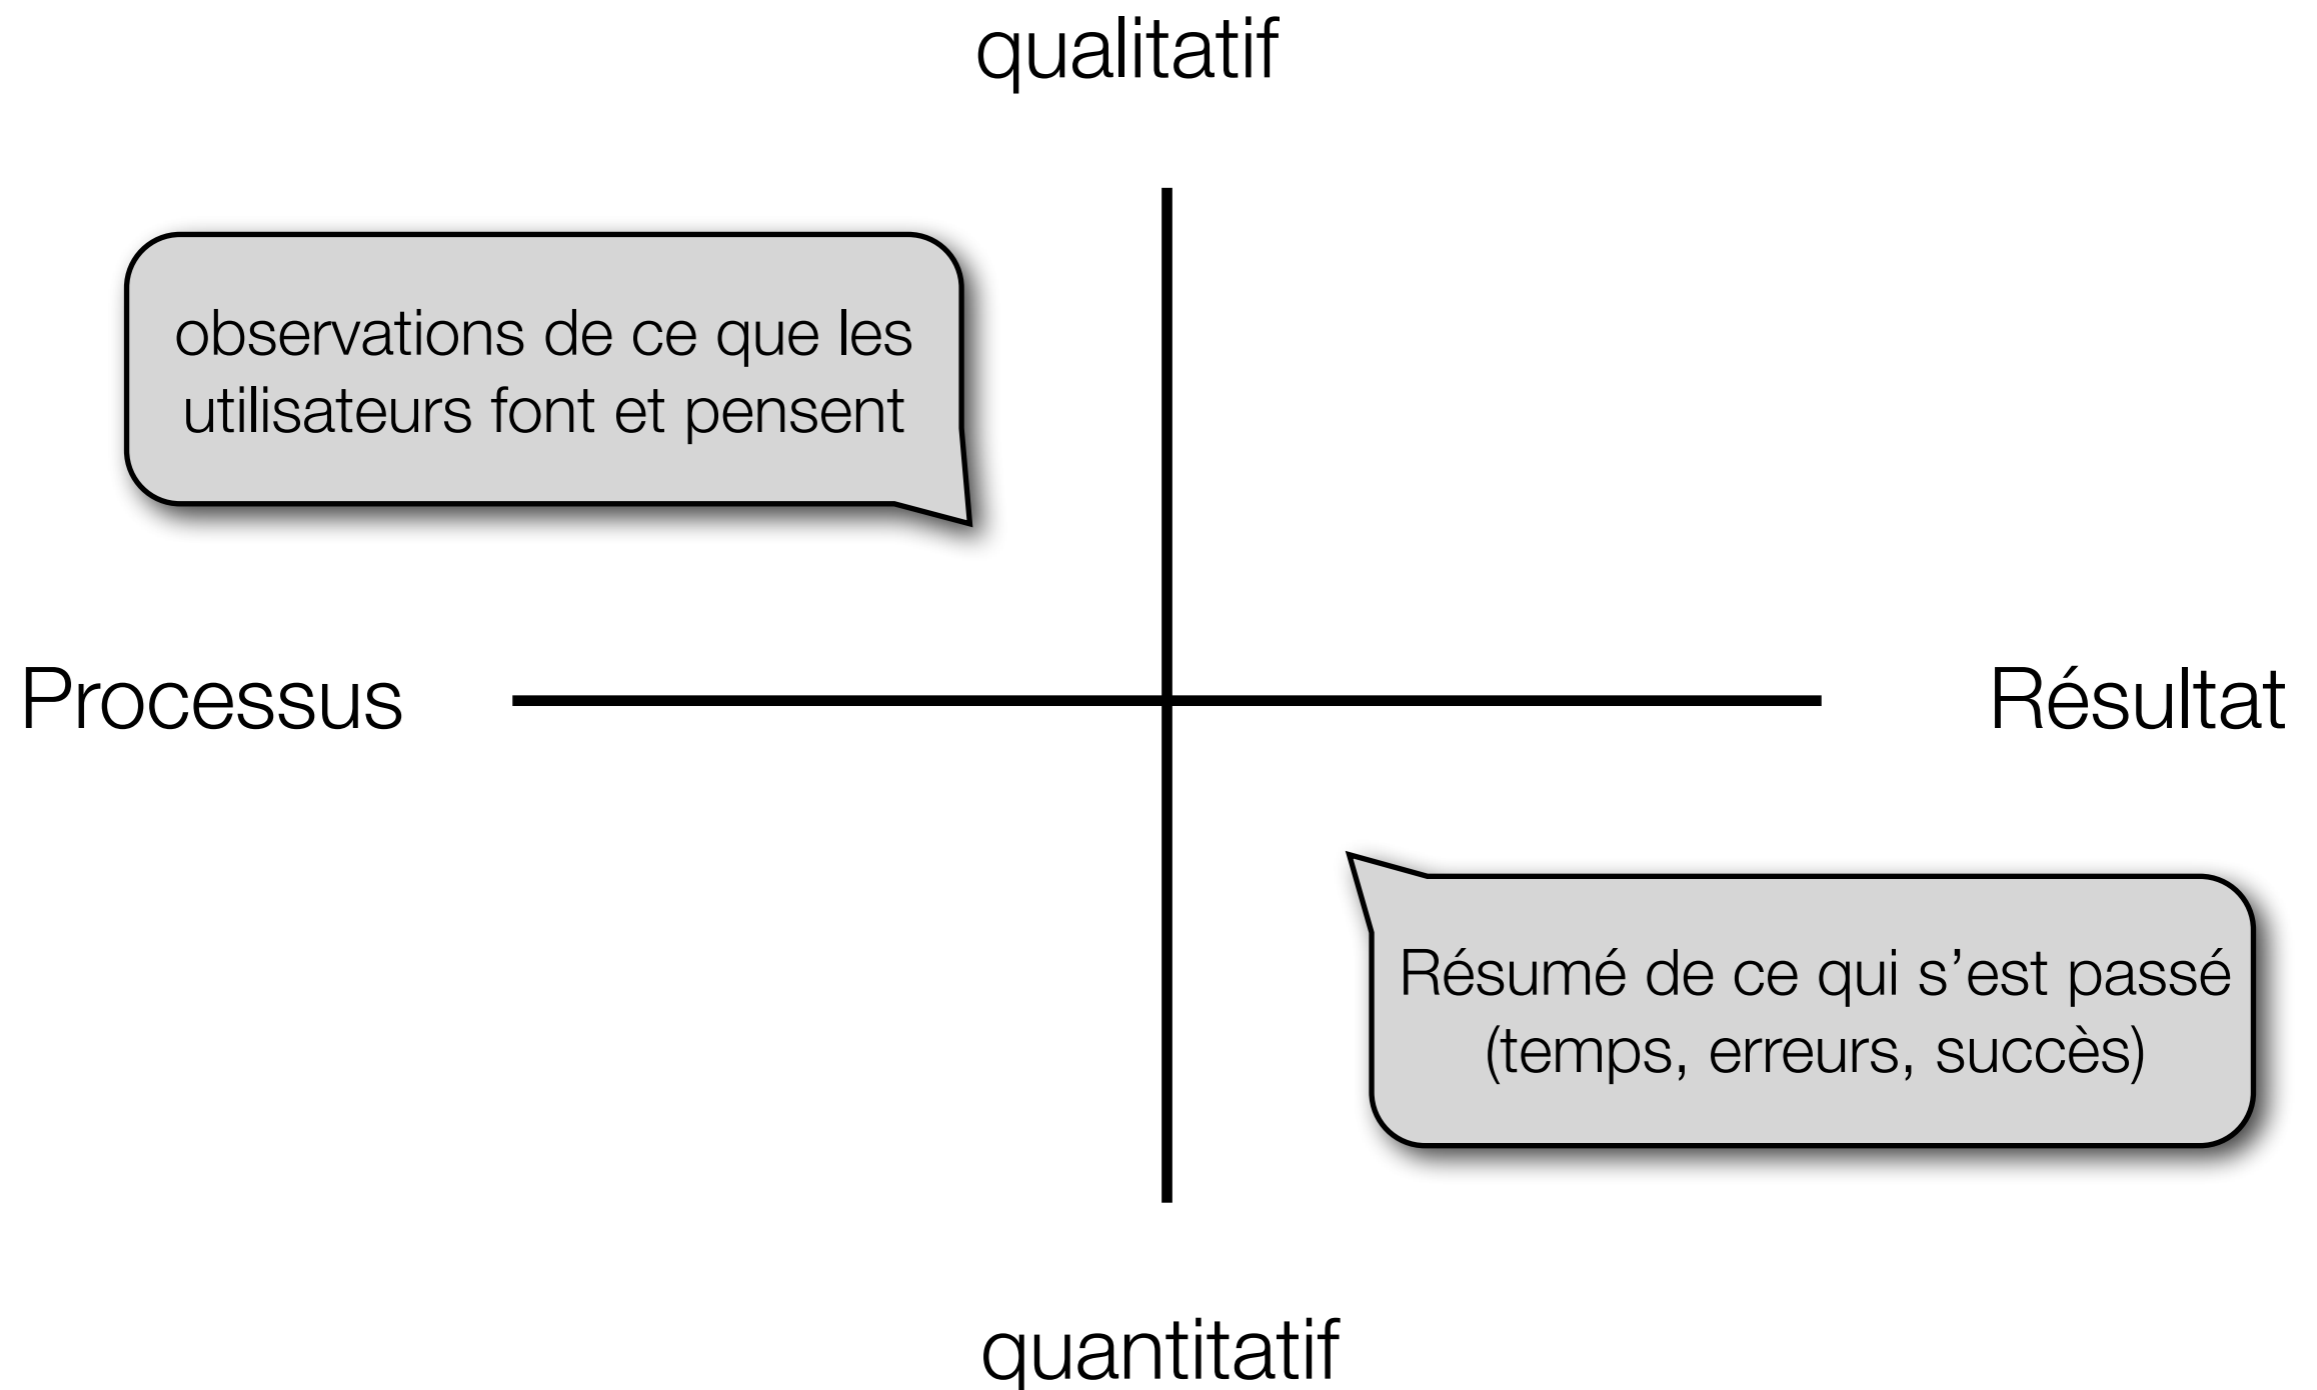 qualitatif
observations de ce que les
utilisateurs font et pensent
Processus
Résultat
Résumé de ce qui s’est passé
(temps, erreurs, succès)
quantitatif